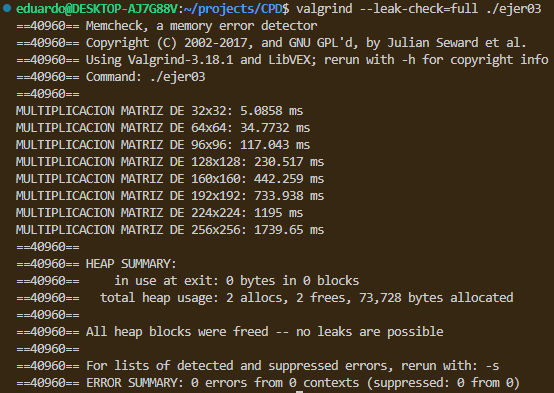 eduardo@DESKTOP-AJ7G88V:~/projects/CPD$ valgrind --leak-check=full ./ejer03
==40960== Memcheck, a memory error detector
==40960== Copyright (C) 2002-2017, and GNU GPL'd, by Julian Seward et al.
==40960== Using Valgrind-3.18.1 and LibVEX; rerun with -h for copyright info
==40960== Command: ./ejer03
==40960==
MULTIPLICACION MATRIZ DE 32x32: 5.0858 ms
MULTIPLICACION MATRIZ DE 64x64: 34.7732 ms
MULTIPLICACION MATRIZ DE 96x96: 117.043 ms
MULTIPLICACION MATRIZ DE 128x128: 230.517 ms
MULTIPLICACION MATRIZ DE 160x160: 442.259 ms
MULTIPLICACION MATRIZ DE 192x192: 733.938 ms
MULTIPLICACION MATRIZ DE 224x224: 1195 ms
MULTIPLICACION MATRIZ DE 256x256: 1739.65 ms
==40960==
==40960== HEAP SUMMARY:
==40960==     in use at exit: 0 bytes in 0 blocks
==40960==   total heap usage: 2 allocs, 2 frees, 73,728 bytes allocated
==40960==
==40960== All heap blocks were freed -- no leaks are possible
==40960==
==40960== For lists of detected and suppressed errors, rerun with: -s
==40960== ERROR SUMMARY: 0 errors from 0 contexts (suppressed: 0 from 0)